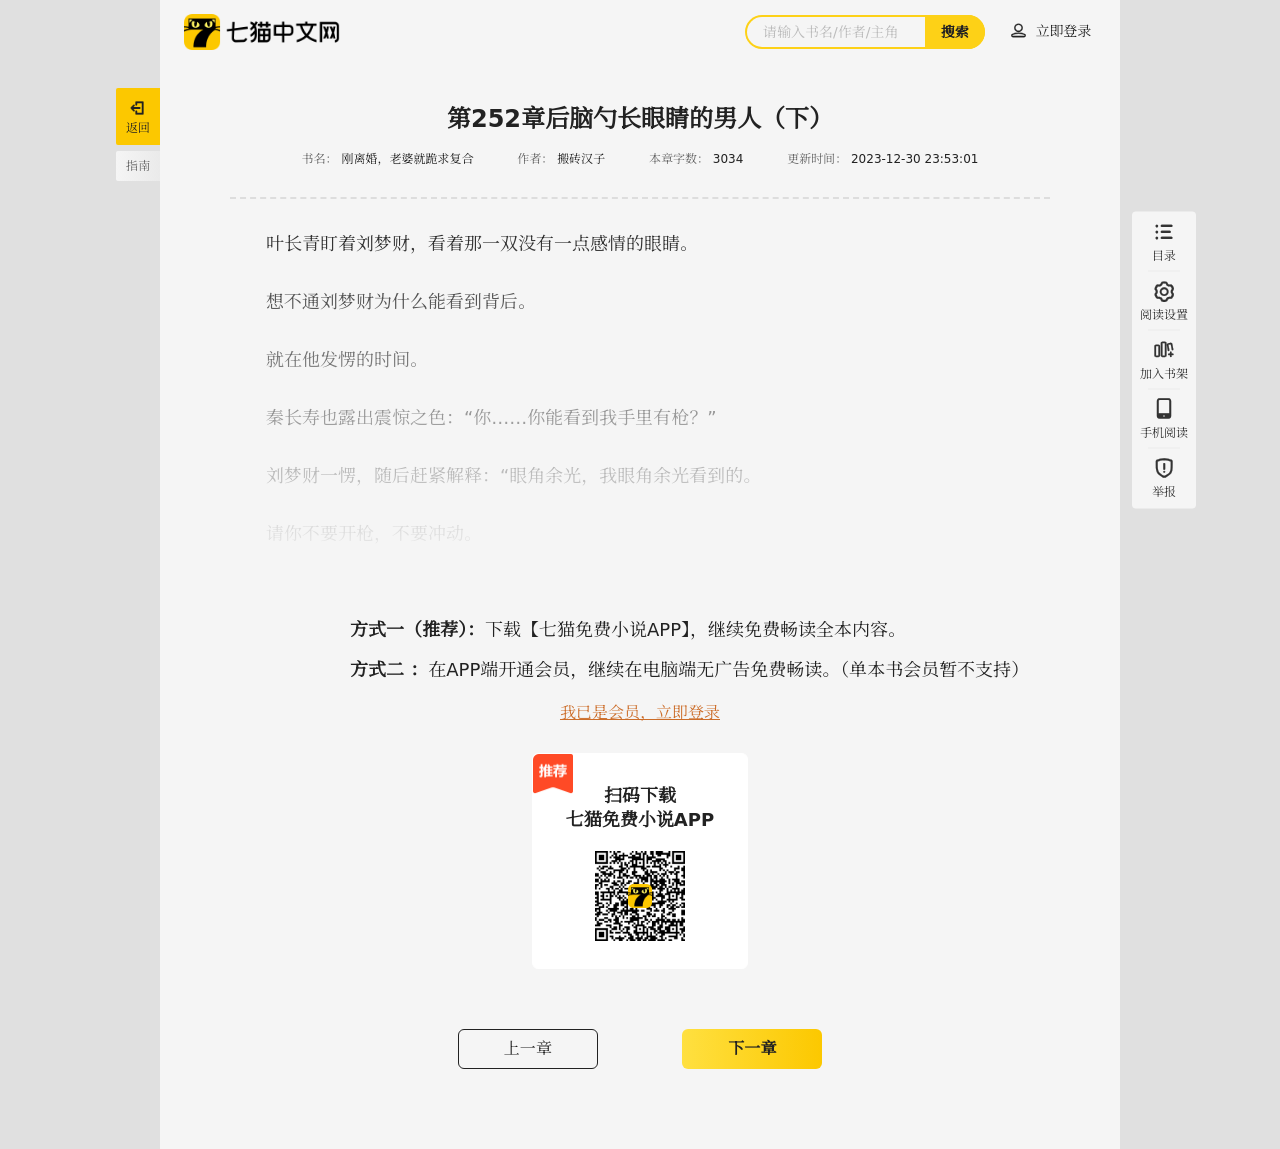 七猫中文网
请输入书名/作者/主角
搜索
立即登录
返回
指南
第252章后脑勺长眼睛的男人（下）
书名： 刚离婚，老婆就跪求复合 作者： 搬砖汉子 本章字数： 3034 更新时间： 2023-12-30 23:53:01
叶长青盯着刘梦财，看着那一双没有一点感情的眼睛。
想不通刘梦财为什么能看到背后。
就在他发愣的时间。
秦长寿也露出震惊之色：“你……你能看到我手里有枪？”
刘梦财一愣，随后赶紧解释：“眼角余光，我眼角余光看到的。
请你不要开枪，不要冲动。
目录
阅读设置
加入书架
手机阅读
举报
方式一（推荐）：下载【七猫免费小说APP】，继续免费畅读全本内容。
方式二 ：在APP端开通会员，继续在电脑端无广告免费畅读。（单本书会员暂不支持）
我已是会员，立即登录
推荐
扫码下载
七猫免费小说APP
上一章
下一章